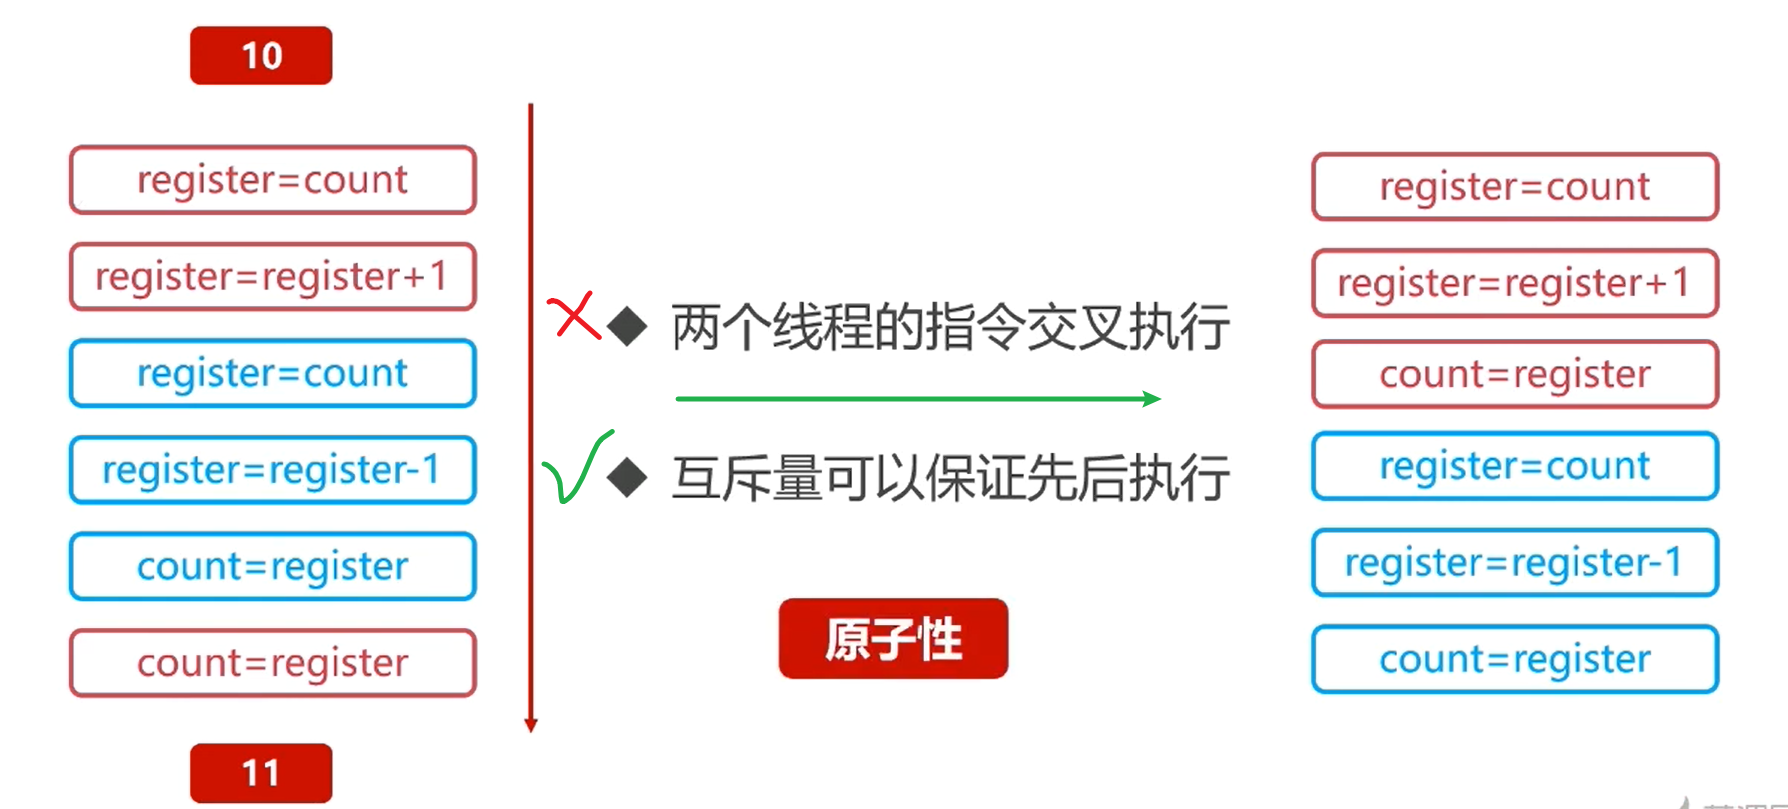 10
register=count
register=register+1
register=count
register=register-1
count=register
count=register
11
两个线程的指令交叉执行
互斥量可以保证先后执行
原子性
register=count
register=register+1
count=register
register=count
register=register-1
count=register